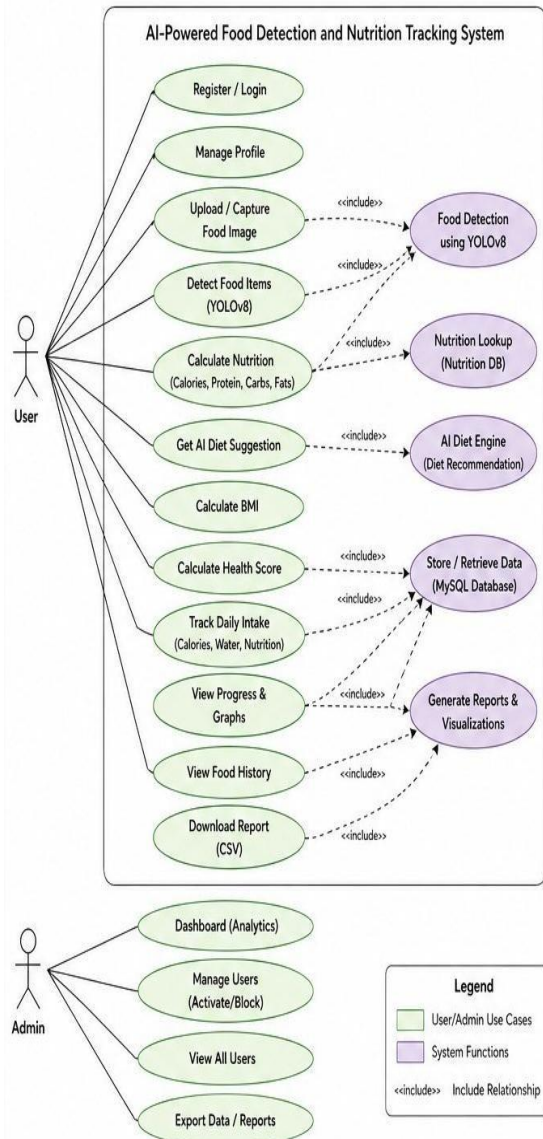 AI-Powered Food Detection and Nutrition Tracking System
Register / Login
Manage Profile
Upload / Capture
Food Image
<<include>>
Food Detection
using YOLOv8
Detect Food Items
(YOLOv8)
<<include>>
User
Calculate Nutrition
(Calories, Protein, Carbs, Fats)
<<include>>
Nutrition Lookup
(Nutrition DB)
Get AI Diet Suggestion
<<include>>
AI Diet Engine
(Diet Recommendation)
Calculate BMI
Calculate Health Score
<<include>>
Store / Retrieve Data
(MySQL Database)
Track Daily Intake
(Calories, Water, Nutrition)
<<include>>
View Progress &
Graphs
<<include>>
Generate Reports &
Visualizations
View Food History
<<include>>
Download Report
(CSV)
<<include>>
Admin
Dashboard (Analytics)
Manage Users
(Activate/Block)
View All Users
Export Data / Reports
Legend
User/Admin Use Cases
System Functions
<<include>> Include Relationship